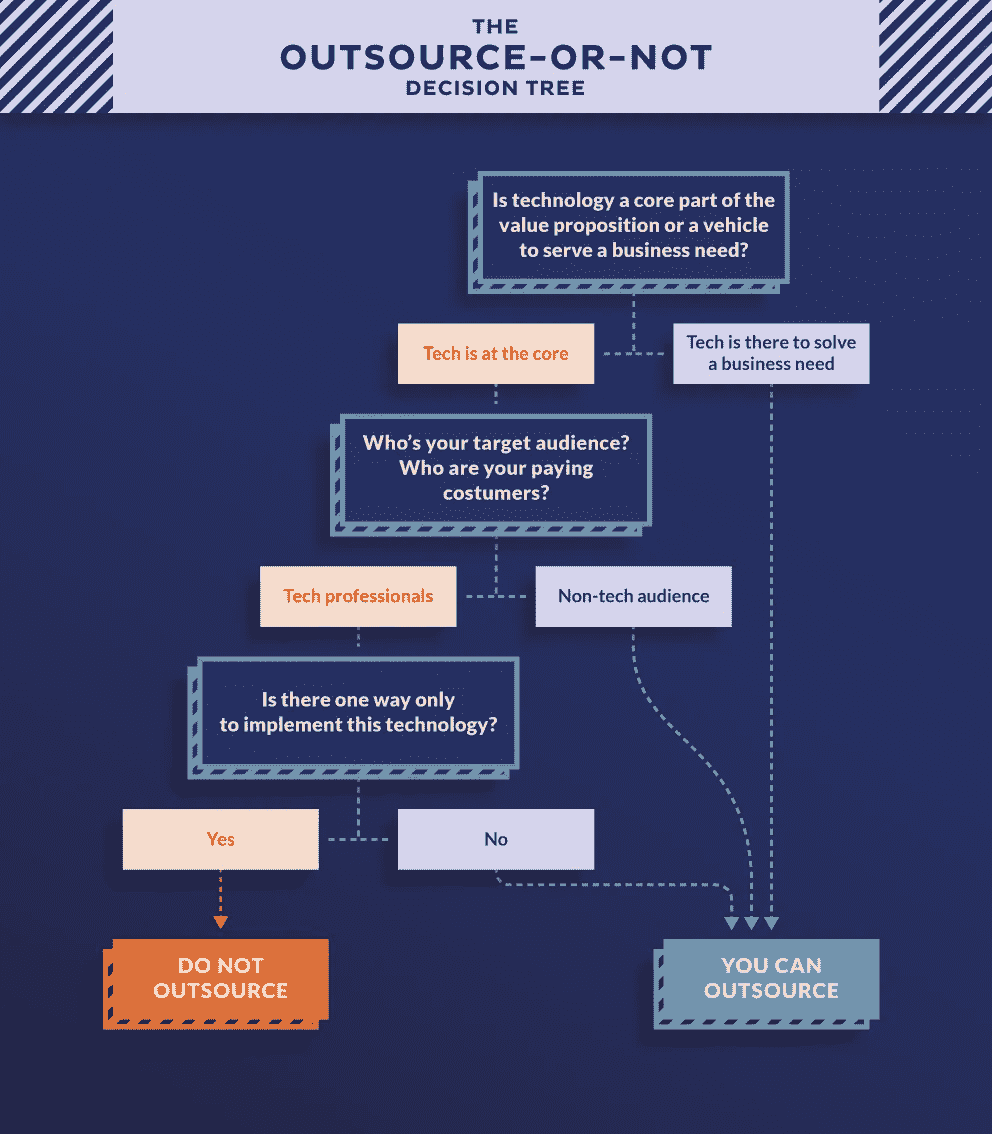 THE
OUTSOURCE-OR-NOT
DECISION TREE
Is technology a core part of the
value proposition or a vehicle
to serve a business need?
Tech is at the core
Tech is there to solve
a business need
Who's your target audience?
Who are your paying
costumers?
Tech professionals
Non-tech audience
Is there one way only
to implement this technology?
Yes
No
DO NOT
OUTSOURCE
YOU CAN
OUTSOURCE